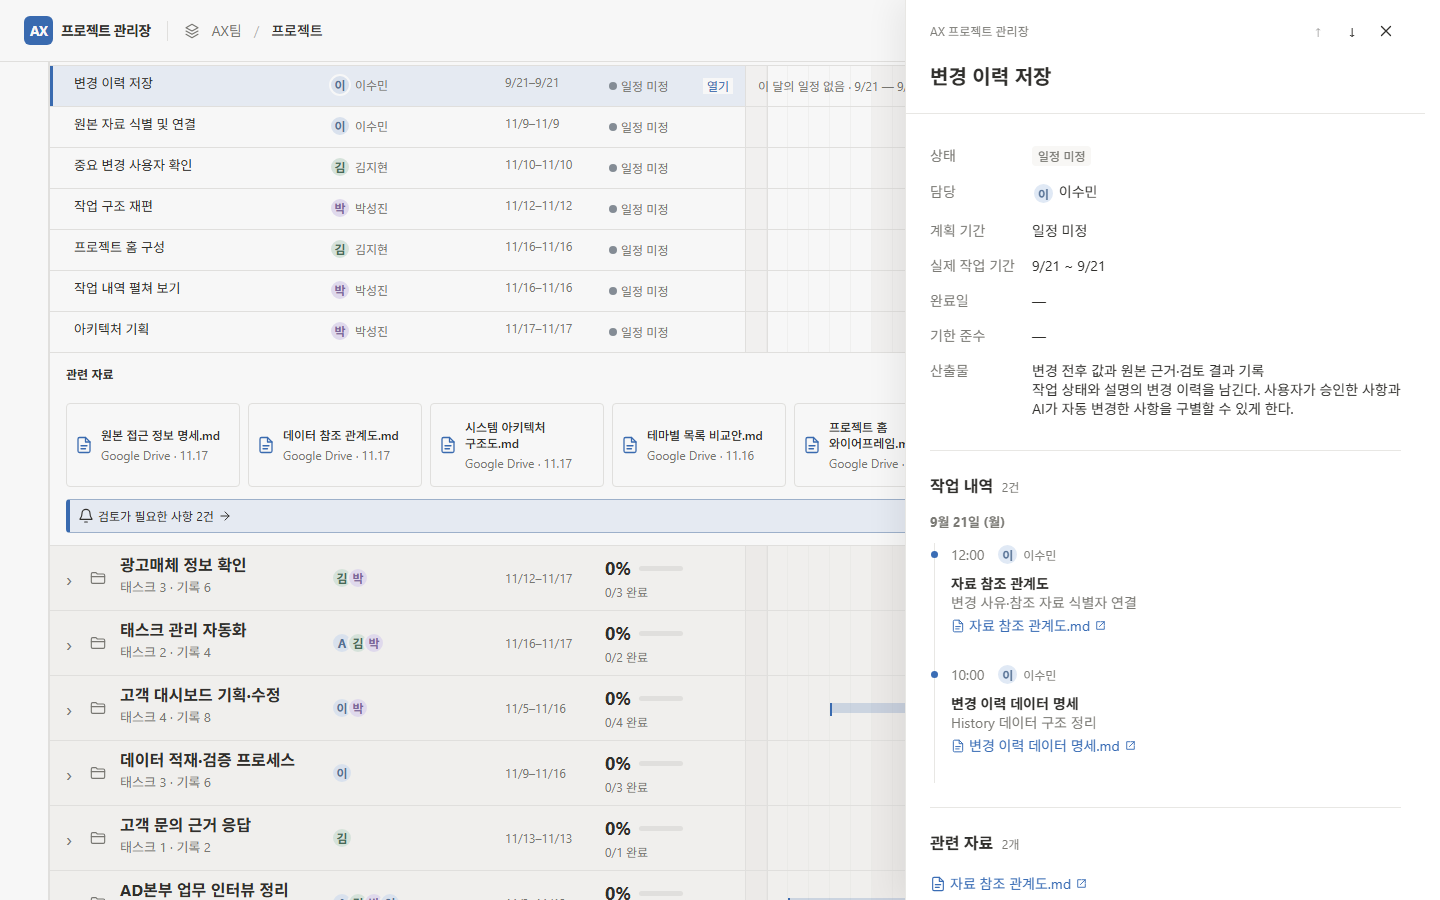 AX 프로젝트 관리장 AX팀 / 프로젝트
변경 이력 저장 이 이수민 9/21–9/21 일정 미정 열기 이 달의 일정 없음 · 9/21 — 9/
원본 자료 식별 및 연결 이 이수민 11/9–11/9 일정 미정
중요 변경 사용자 확인 김 김지현 11/10–11/10 일정 미정
작업 구조 재편 박 박성진 11/12–11/12 일정 미정
프로젝트 홈 구성 김 김지현 11/16–11/16 일정 미정
작업 내역 펼쳐 보기 박 박성진 11/16–11/16 일정 미정
아키텍처 기획 박 박성진 11/17–11/17 일정 미정
관련 자료
원본 접근 정보 명세.md
Google Drive · 11.17
데이터 참조 관계도.md
Google Drive · 11.17
시스템 아키텍처
구조도.md
Google Drive · 11.17
테마별 목록 비교안.md
Google Drive · 11.16
프로젝트 홈
와이어프레임.m
Google Drive ·
검토가 필요한 사항 2건 →
광고매체 정보 확인
태스크 3 · 기록 6
김 박 11/12–11/17 0%
0/3 완료
태스크 관리 자동화
태스크 2 · 기록 4
A 김 박 11/16–11/17 0%
0/2 완료
고객 대시보드 기획·수정
태스크 4 · 기록 8
이 박 11/5–11/16 0%
0/4 완료
데이터 적재·검증 프로세스
태스크 3 · 기록 6
이 11/9–11/16 0%
0/3 완료
고객 문의 근거 응답
태스크 1 · 기록 2
김 11/13–11/13 0%
0/1 완료
AD본부 업무 인터뷰 정리
0%
AX 프로젝트 관리장 ↑ ↓
변경 이력 저장
상태 일정 미정
담당 이 이수민
계획 기간 일정 미정
실제 작업 기간 9/21 ~ 9/21
완료일 —
기한 준수 —
산출물 변경 전후 값과 원본 근거·검토 결과 기록
작업 상태와 설명의 변경 이력을 남긴다. 사용자가 승인한 사항과
AI가 자동 변경한 사항을 구별할 수 있게 한다.
작업 내역 2건
9월 21일 (월)
12:00 이 이수민
자료 참조 관계도
변경 사유·참조 자료 식별자 연결
자료 참조 관계도.md
10:00 이 이수민
변경 이력 데이터 명세
History 데이터 구조 정리
변경 이력 데이터 명세.md
관련 자료 2개
자료 참조 관계도.md